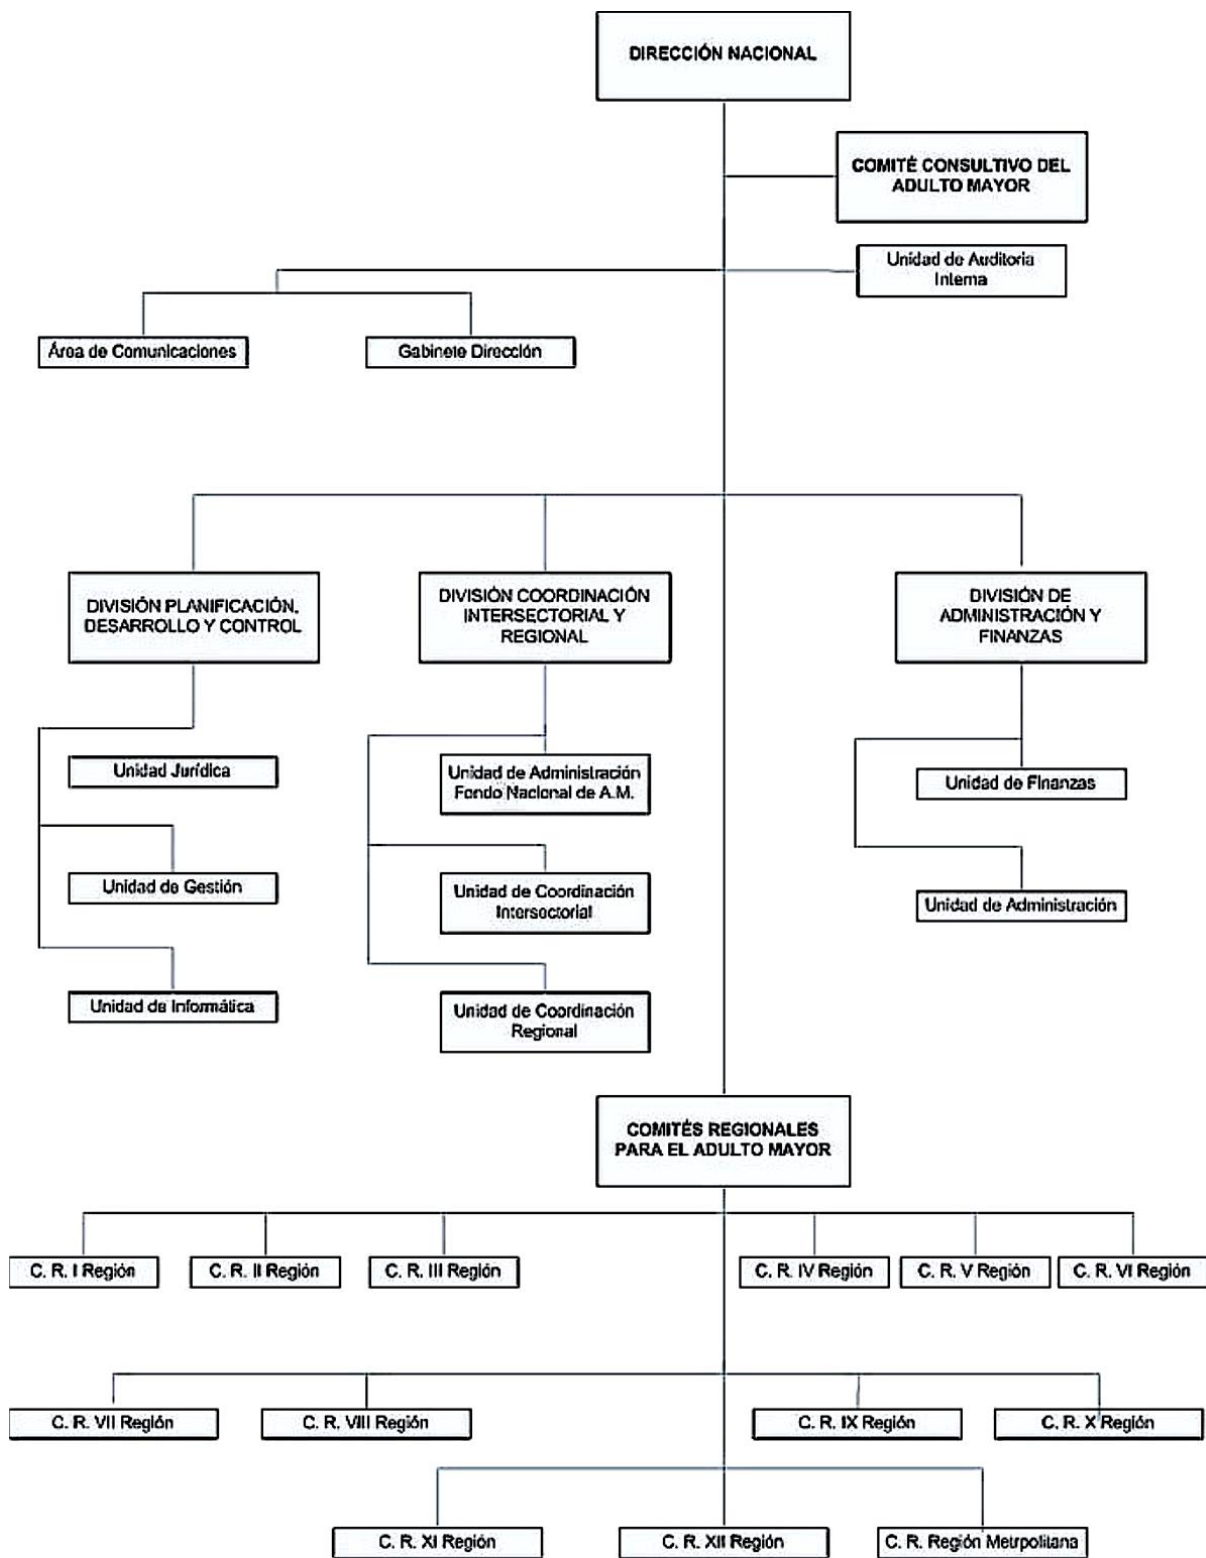 DIRECCIÓN NACIONAL
COMITÉ CONSULTIVO DEL
ADULTO MAYOR
Unidad de Auditoria
Interna
Área de Comunicaciones
Gabinete Dirección
DIVISIÓN PLANIFICACIÓN,
DESARROLLO Y CONTROL
DIVISIÓN COORDINACIÓN
INTERSECTORIAL Y
REGIONAL
DIVISIÓN DE
ADMINISTRACIÓN Y
FINANZAS
Unidad Jurídica
Unidad de Administración
Fondo Nacional de A.M.
Unidad de Finanzas
Unidad de Gestión
Unidad de Coordinación
Intersectorial
Unidad de Administración
Unidad de Informática
Unidad de Coordinación
Regional
COMITÉS REGIONALES
PARA EL ADULTO MAYOR
C. R. I Región
C. R. II Región
C. R. III Región
C. R. IV Región
C. R. V Región
C. R. VI Región
C. R. VII Región
C. R. VIII Región
C. R. IX Región
C. R. X Región
C. R. XI Región
C. R. XII Región
C. R. Región Metrpolitana